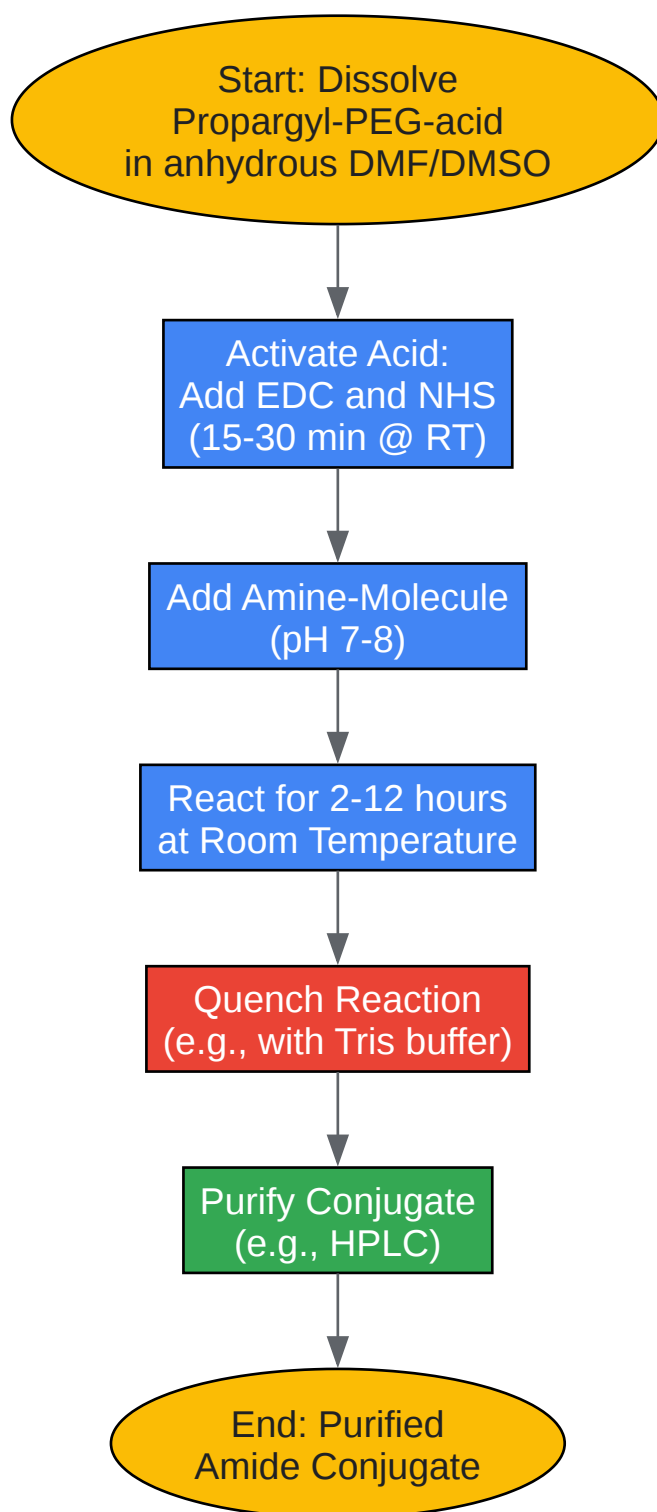 Start: Dissolve
Propargyl-PEG-acid
in anhydrous DMF/DMSO
Activate Acid:
Add EDC and NHS
(15-30 min @ RT)
Add Amine-Molecule
(pH 7-8)
React for 2-12 hours
at Room Temperature
Quench Reaction
(e.g., with Tris buffer)
Purify Conjugate
(e.g., HPLC)
End: Purified
Amide Conjugate